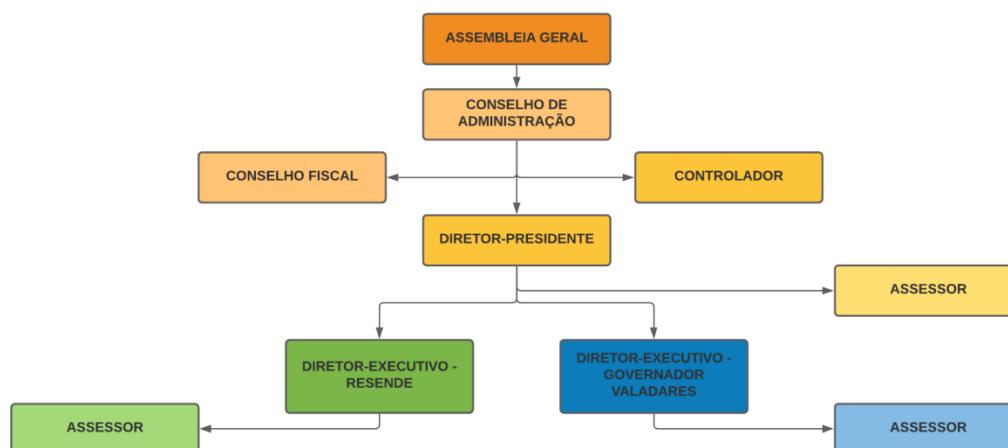 ASSEMBLEIA GERAL
CONSELHO DE
ADMINISTRAÇÃO
CONSELHO FISCAL
CONTROLADOR
DIRETOR-PRESIDENTE
ASSESSOR
DIRETOR-EXECUTIVO -
RESENDE
DIRETOR-EXECUTIVO -
GOVERNADOR
VALADARES
ASSESSOR
ASSESSOR